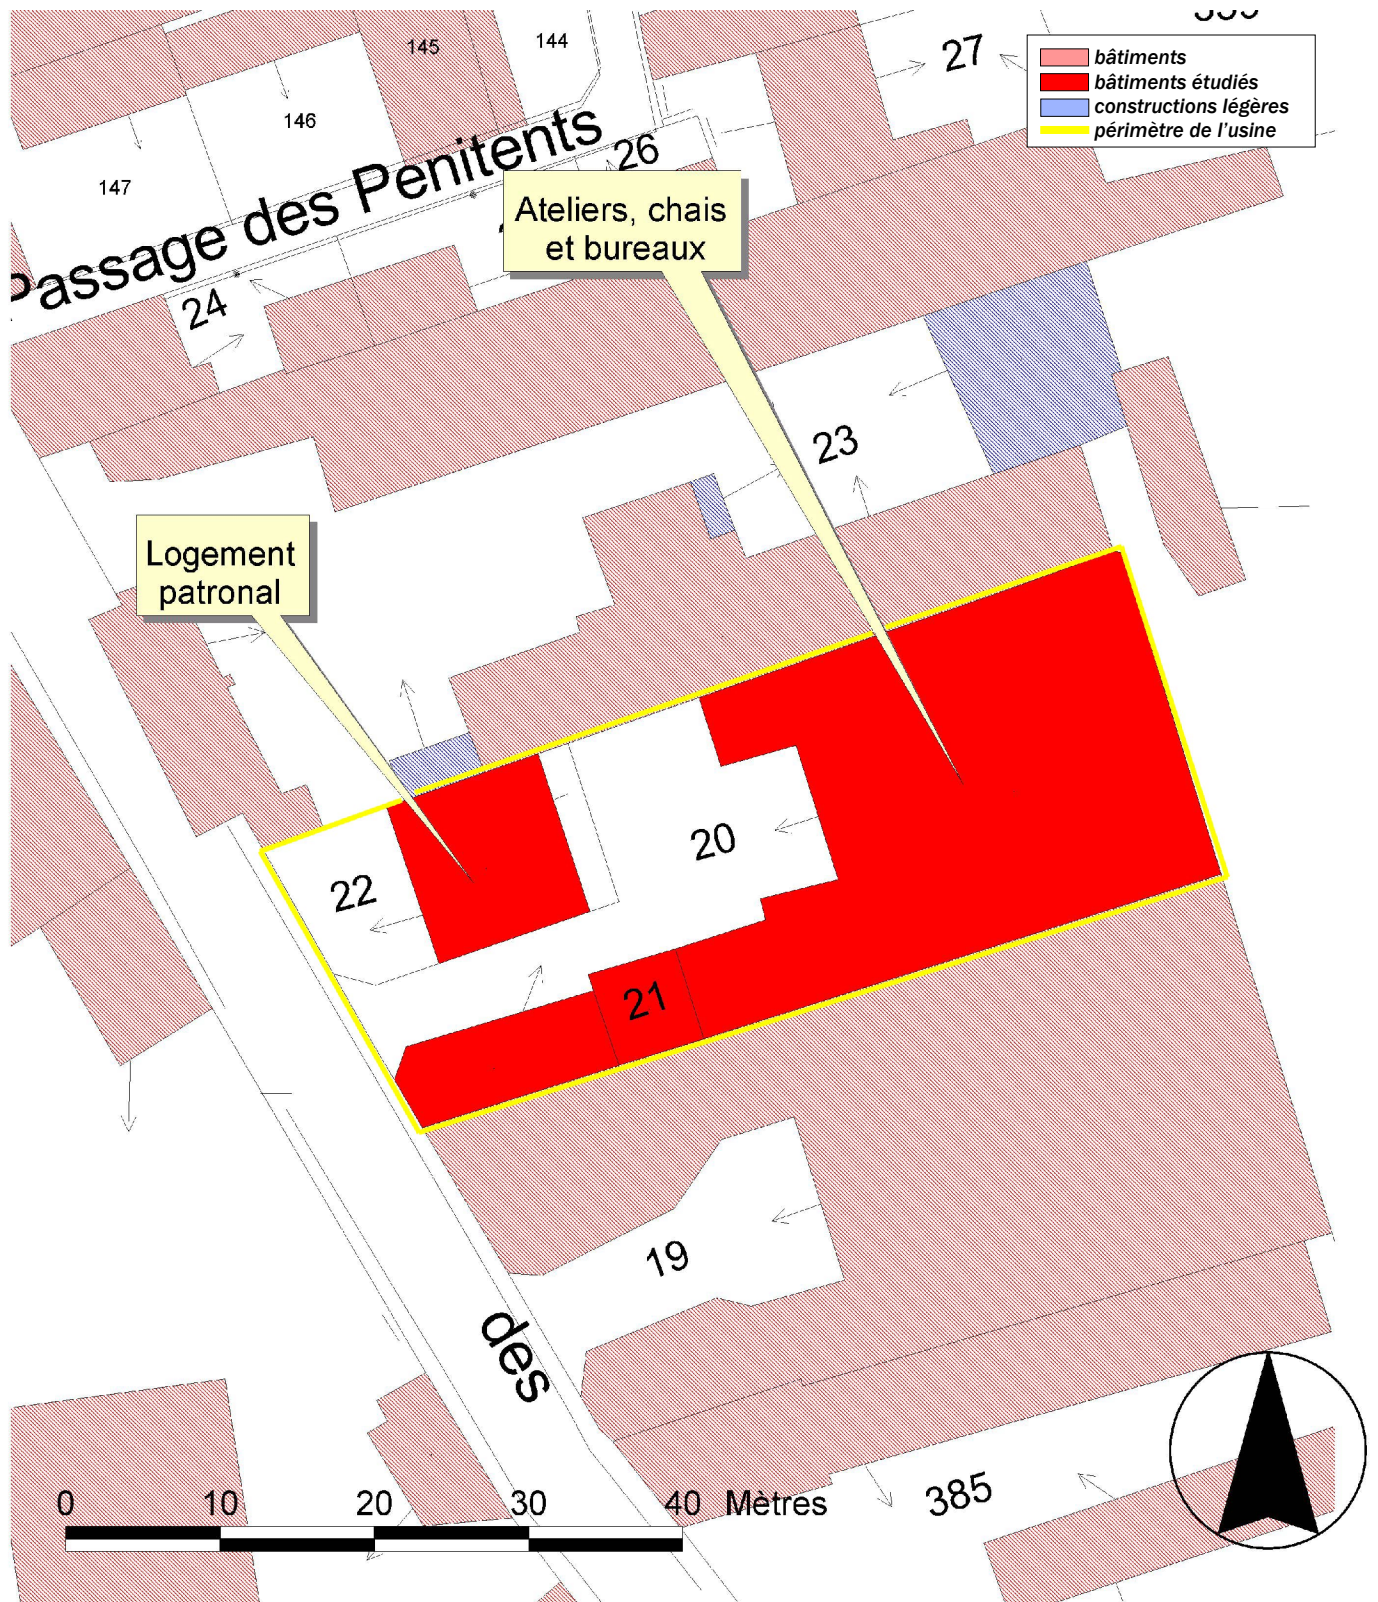 145
144
27
bâtiments
bâtiments étudiés
constructions légères
périmètre de l'usine
146
147
Passage des Penitents
26
Ateliers, chais
et bureaux
24
23
Logement
patronal
20
22
21
19
des
385
0 10 20 30 40 Mètres